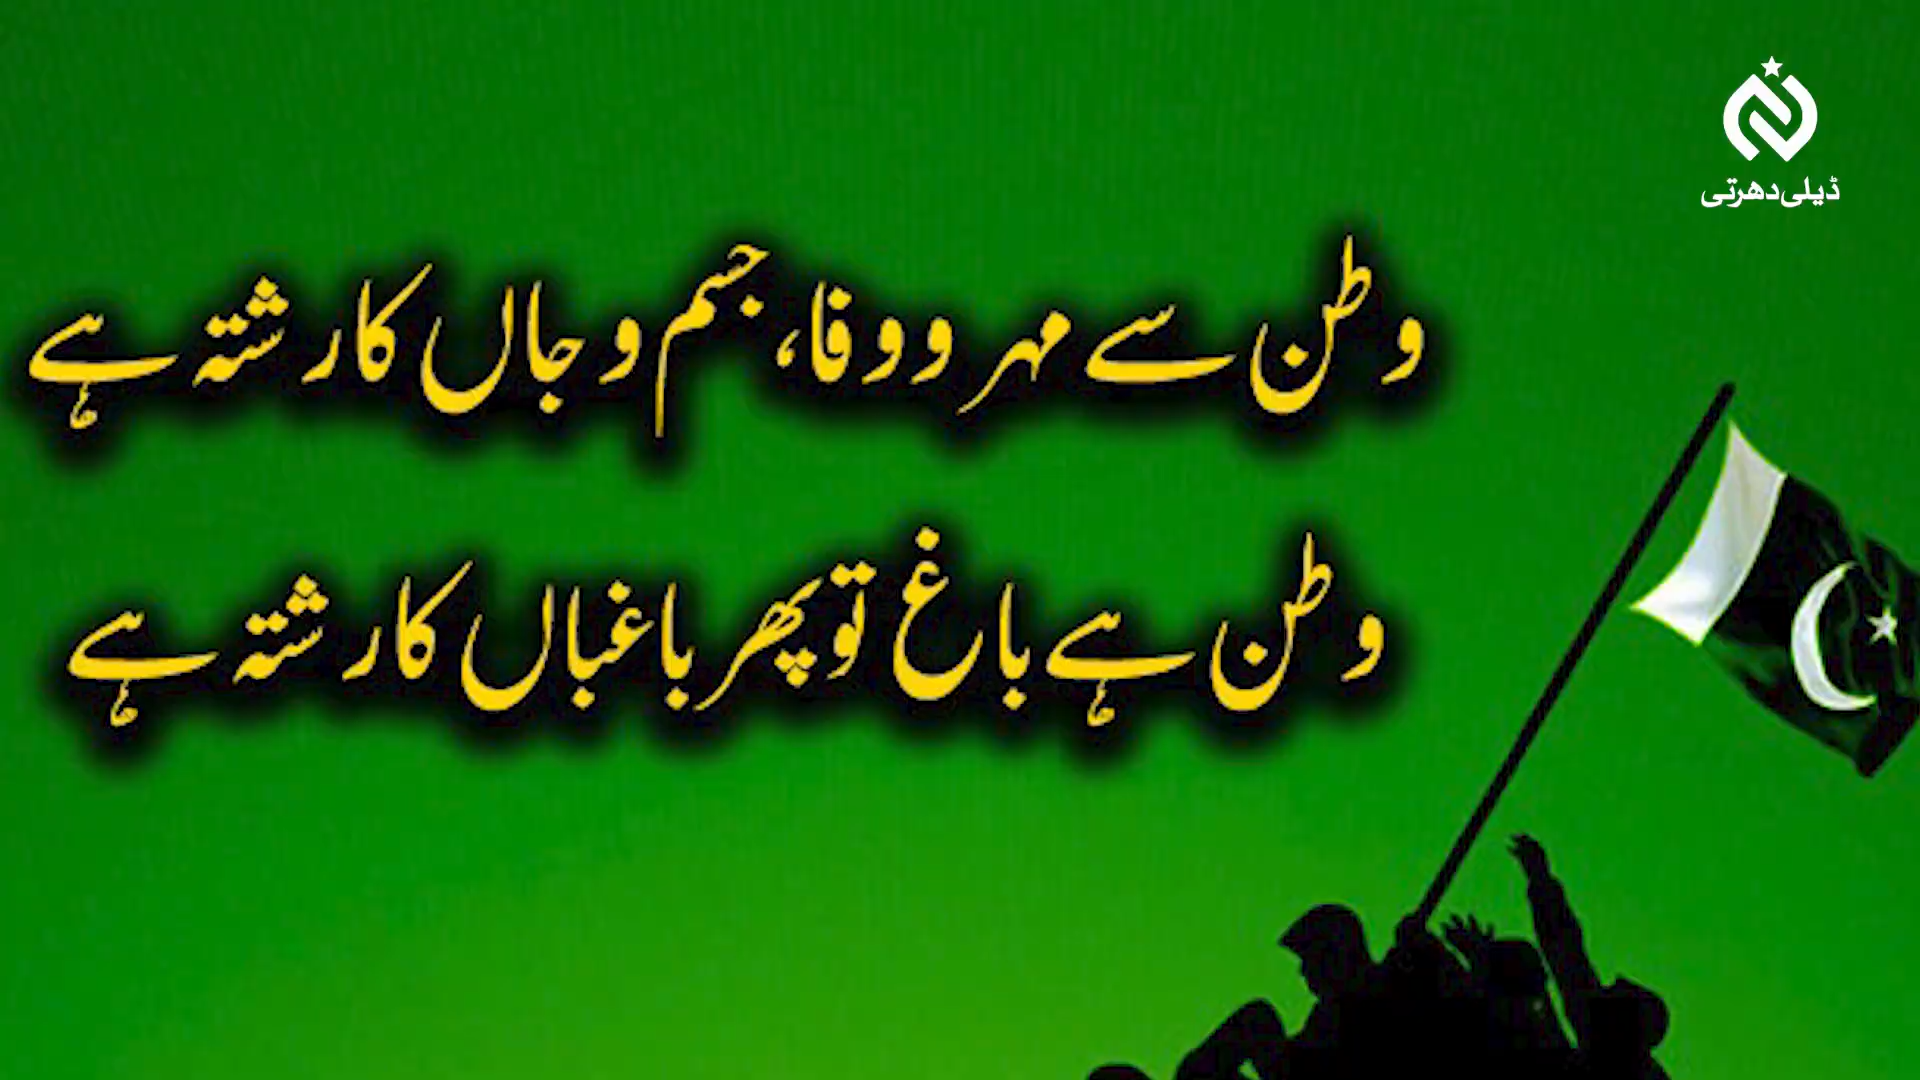 ڈیلی دھرتی
وطن سے مہر و وفا، جسم و جاں کا رشتہ ہے
وطن ہے باغ تو پھر باغباں کا رشتہ ہے